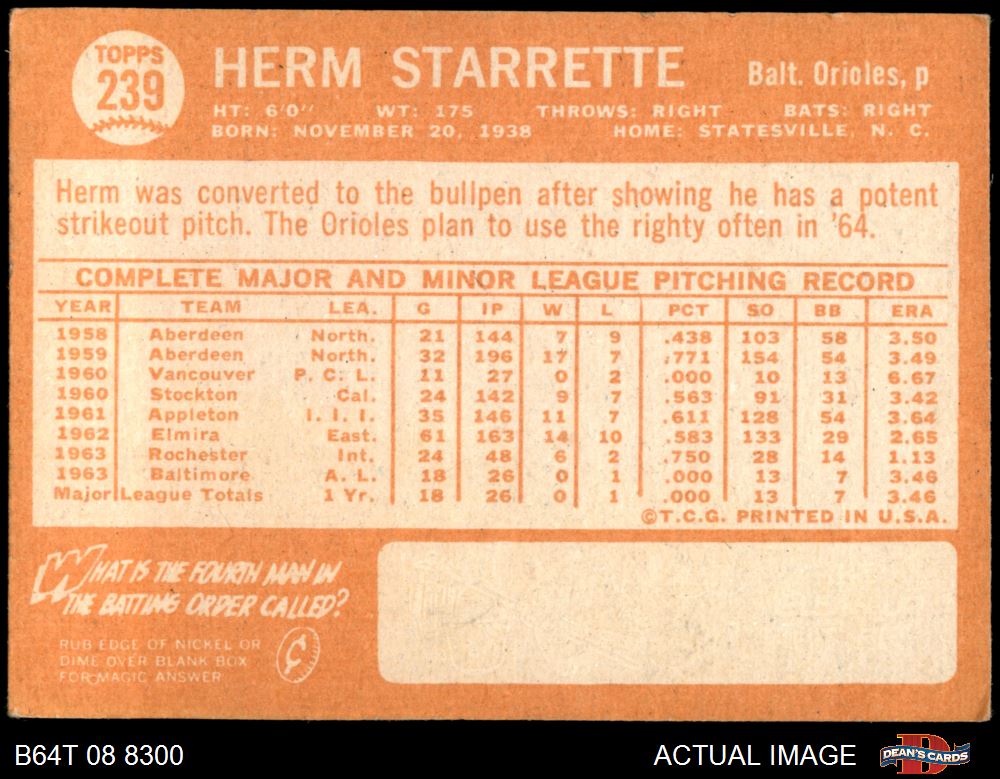 TOPPS
239
HERM STARRETTE
Balt. Orioles, p
HT: 6'0" WT: 175 THROWS: RIGHT BATS: RIGHT
BORN: NOVEMBER 20, 1938 HOME: STATESVILLE, N. C.
Herm was converted to the bullpen after showing he has a potent
strikeout pitch. The Orioles plan to use the righty often in '64.
COMPLETE MAJOR AND MINOR LEAGUE PITCHING RECORD
YEAR TEAM LEA. G IP W L PCT SO BB ERA
1958 Aberdeen North. 21 144 7 9 .438 103 58 3.50
1959 Aberdeen North. 32 196 17 7 .771 154 54 3.49
1960 Vancouver P. C. L. 11 27 0 2 .000 10 13 6.67
1960 Stockton Cal. 24 142 9 7 .563 91 31 3.42
1961 Appleton I. I. I. 35 146 11 7 .611 128 54 3.64
1962 Elmira East. 61 163 14 10 .583 133 29 2.65
1963 Rochester Int. 24 48 6 2 .750 28 14 1.13
1963 Baltimore A. L. 18 26 0 1 .000 13 7 3.46
Major League Totals 1 Yr. 18 26 0 1 .000 13 7 3.46
©T.C.G. PRINTED IN U.S.A.
WHAT IS THE FOURTH MAN IN
THE BATTING ORDER CALLED?
RUB EDGE OF NICKEL OR
DIME OVER BLANK BOX
FOR MAGIC ANSWER
¢
B64T 08 8300
ACTUAL IMAGE
D
DEAN'S CARDS